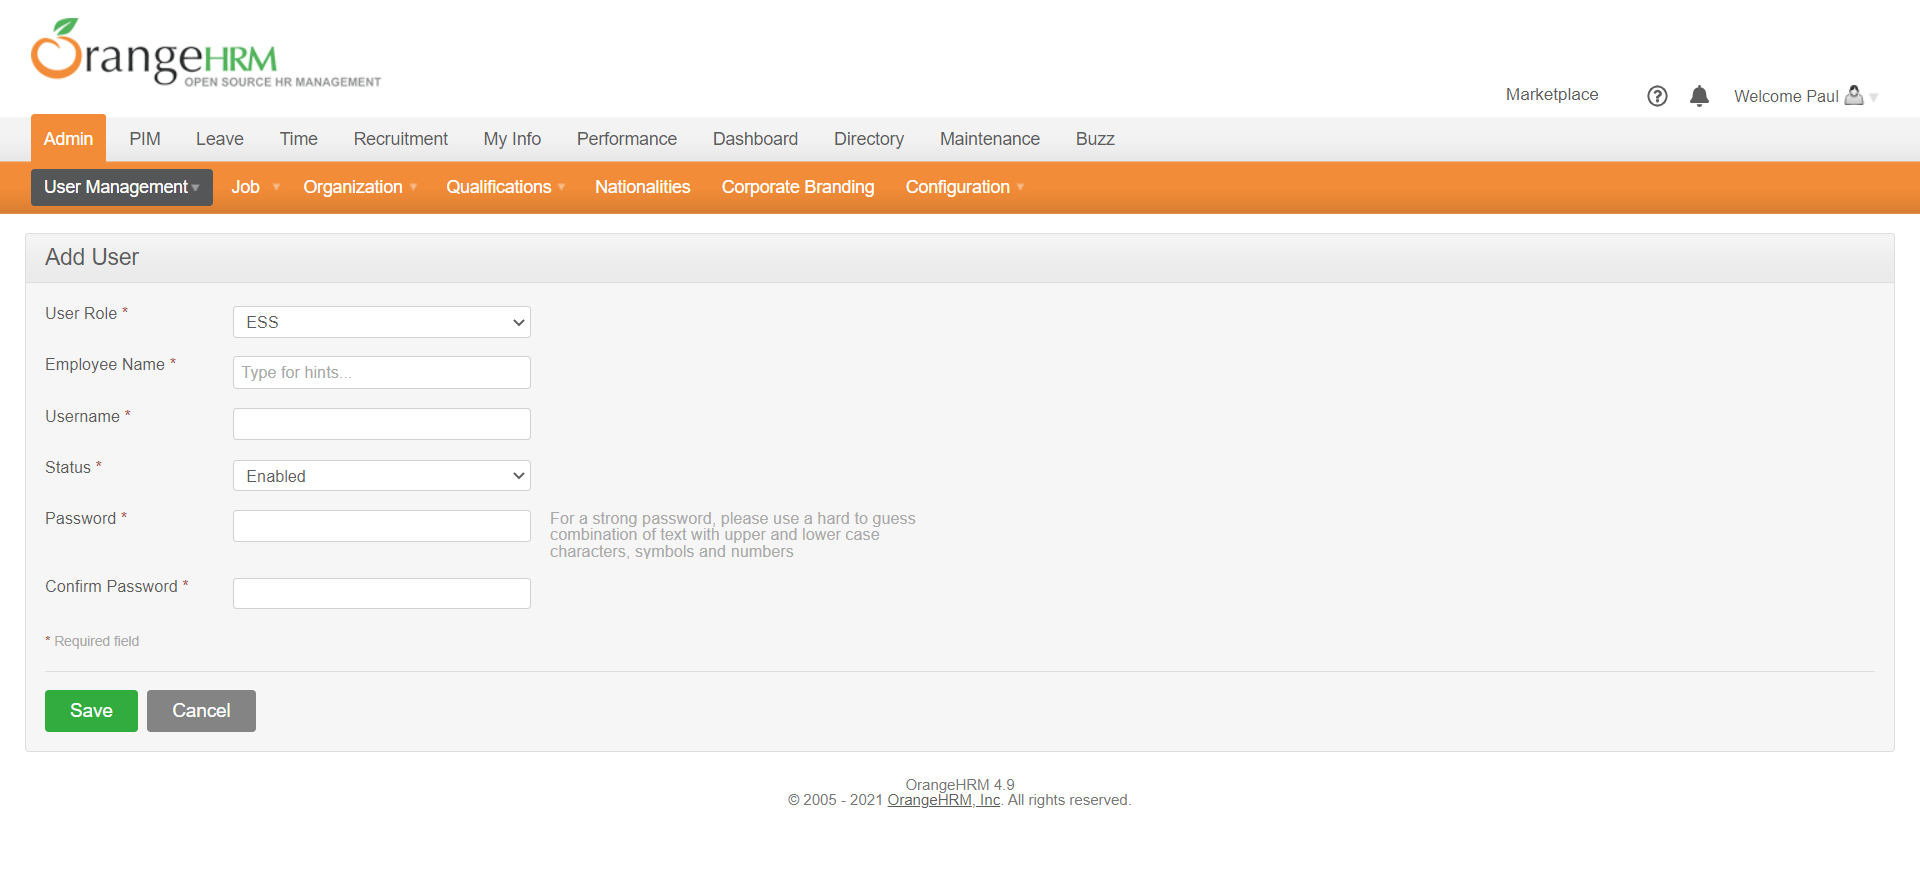 OrangeHRM
OPEN SOURCE HR MANAGEMENT
Marketplace
Welcome Paul
Admin PIM Leave Time Recruitment My Info Performance Dashboard Directory Maintenance Buzz
User Management Job Organization Qualifications Nationalities Corporate Branding Configuration
Add User
User Role * ESS
Employee Name * Type for hints...
Username *
Status * Enabled
Password * For a strong password, please use a hard to guess
combination of text with upper and lower case
characters, symbols and numbers
Confirm Password *
* Required field
Save Cancel
OrangeHRM 4.9
© 2005 - 2021 OrangeHRM, Inc. All rights reserved.